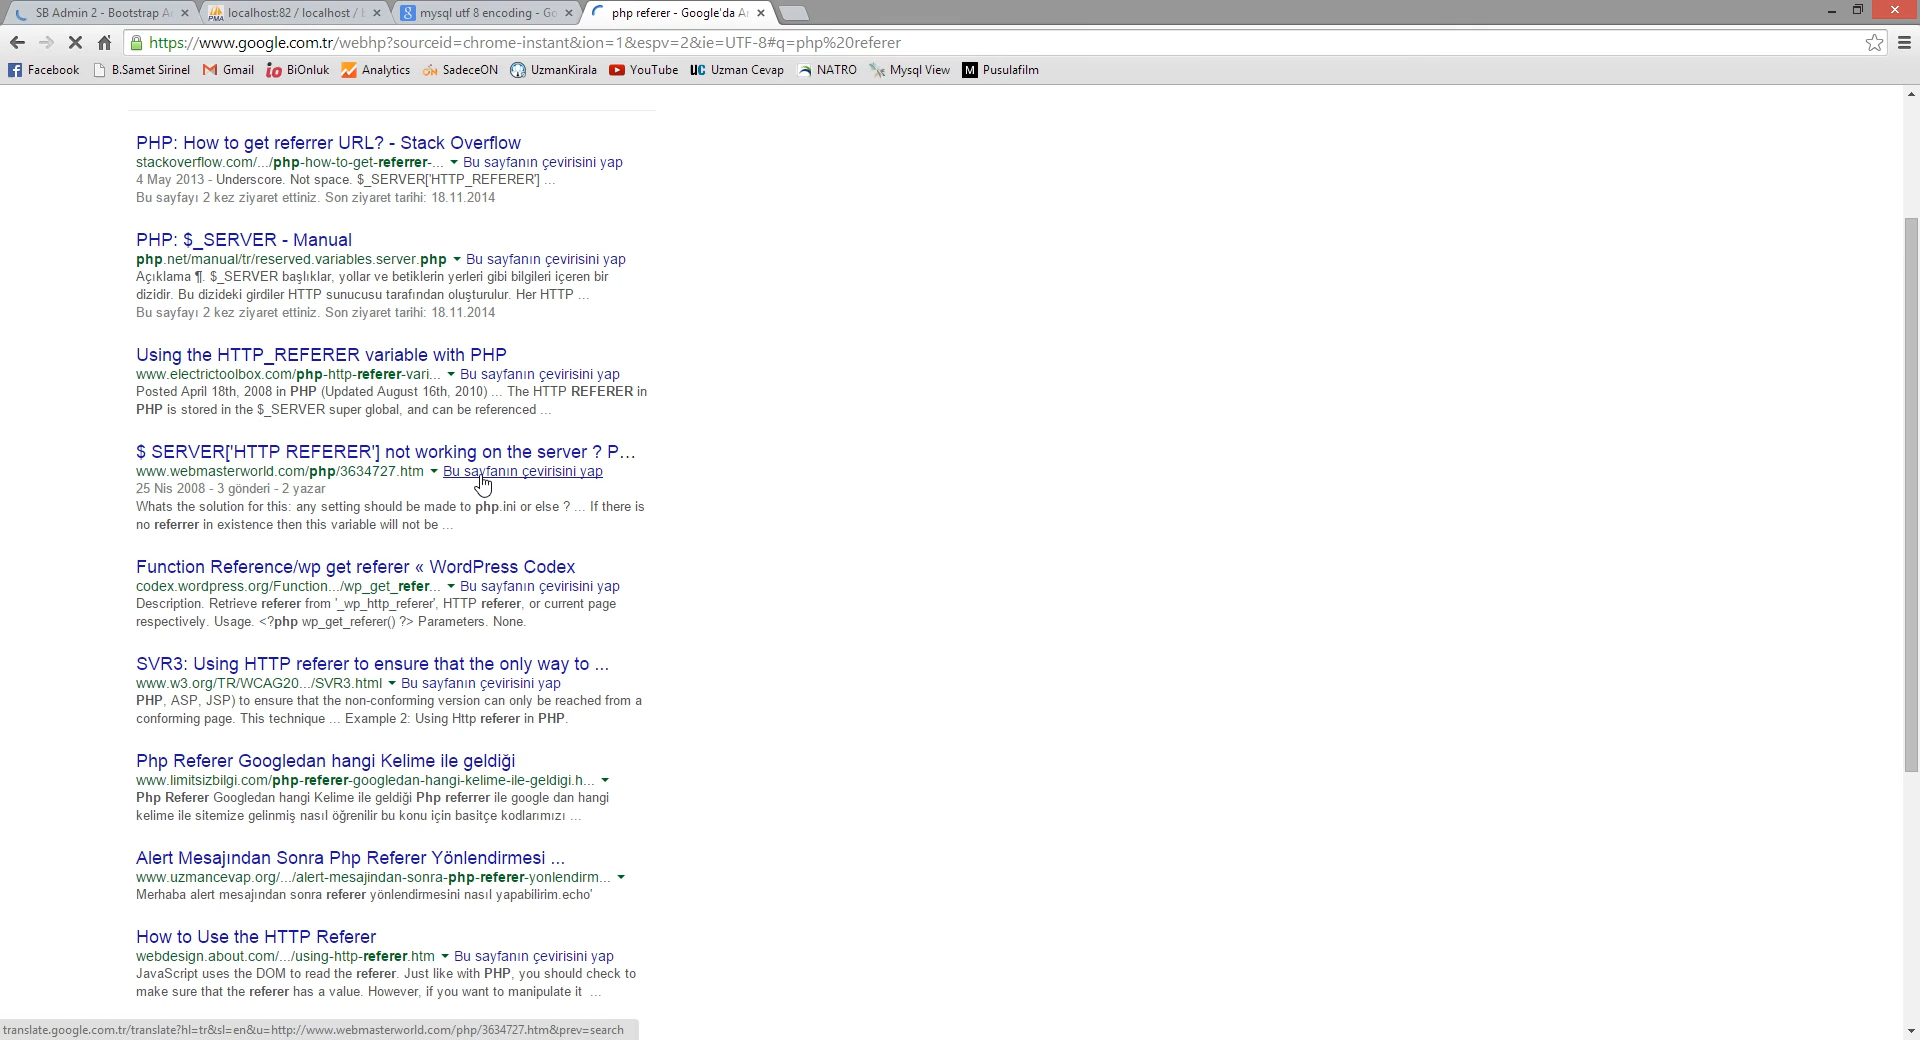 SB Admin 2 - Bootstrap A
localhost:82 / localhost /
mysql utf 8 encoding - Go
php referer - Google'da Ar
https://www.google.com.tr/webhp?sourceid=chrome-instant&ion=1&espv=2&ie=UTF-8#q=php%20referer
Facebook B.Samet Sirinel Gmail BiOnluk Analytics SadeceON UzmanKirala YouTube Uzman Cevap NATRO Mysql View Pusulafilm
PHP: How to get referrer URL? - Stack Overflow
stackoverflow.com/.../php-how-to-get-referrer-... Bu sayfanın çevirisini yap
4 May 2013 - Underscore. Not space. $_SERVER['HTTP_REFERER'] ...
Bu sayfayı 2 kez ziyaret ettiniz. Son ziyaret tarihi: 18.11.2014
PHP: $_SERVER - Manual
php.net/manual/tr/reserved.variables.server.php Bu sayfanın çevirisini yap
Açıklama ¶. $_SERVER başlıklar, yollar ve betiklerin yerleri gibi bilgileri içeren bir
dizidir. Bu dizideki girdiler HTTP sunucusu tarafından oluşturulur. Her HTTP ...
Bu sayfayı 2 kez ziyaret ettiniz. Son ziyaret tarihi: 18.11.2014
Using the HTTP_REFERER variable with PHP
www.electrictoolbox.com/php-http-referer-vari... Bu sayfanın çevirisini yap
Posted April 18th, 2008 in PHP (Updated August 16th, 2010) ... The HTTP REFERER in
PHP is stored in the $_SERVER super global, and can be referenced ...
$ SERVER['HTTP REFERER'] not working on the server ? P...
www.webmasterworld.com/php/3634727.htm Bu sayfanın çevirisini yap
25 Nis 2008 - 3 gönderi - 2 yazar
Whats the solution for this: any setting should be made to php.ini or else ? ... If there is
no referrer in existence then this variable will not be ...
Function Reference/wp get referer « WordPress Codex
codex.wordpress.org/Function.../wp_get_refer... Bu sayfanın çevirisini yap
Description. Retrieve referer from '_wp_http_referer', HTTP referer, or current page
respectively. Usage. <?php wp_get_referer() ?> Parameters. None.
SVR3: Using HTTP referer to ensure that the only way to ...
www.w3.org/TR/WCAG20.../SVR3.html Bu sayfanın çevirisini yap
PHP, ASP, JSP) to ensure that the non-conforming version can only be reached from a
conforming page. This technique ... Example 2: Using Http referer in PHP.
Php Referer Googledan hangi Kelime ile geldiği
www.limitsizbilgi.com/php-referer-googledan-hangi-kelime-ile-geldigi.h...
Php Referer Googledan hangi Kelime ile geldiği Php referrer ile google dan hangi
kelime ile sitemize gelinmiş nasıl öğrenilir bu konu için basitçe kodlarımızı ...
Alert Mesajından Sonra Php Referer Yönlendirmesi ...
www.uzmancevap.org/.../alert-mesajindan-sonra-php-referer-yonlendirm...
Merhaba alert mesajından sonra referer yönlendirmesini nasıl yapabilirim.echo'
How to Use the HTTP Referer
webdesign.about.com/.../using-http-referer.htm Bu sayfanın çevirisini yap
JavaScript uses the DOM to read the referer. Just like with PHP, you should check to
make sure that the referer has a value. However, if you want to manipulate it ...
translate.google.com.tr/translate?hl=tr&sl=en&u=http://www.webmasterworld.com/php/3634727.htm&prev=search